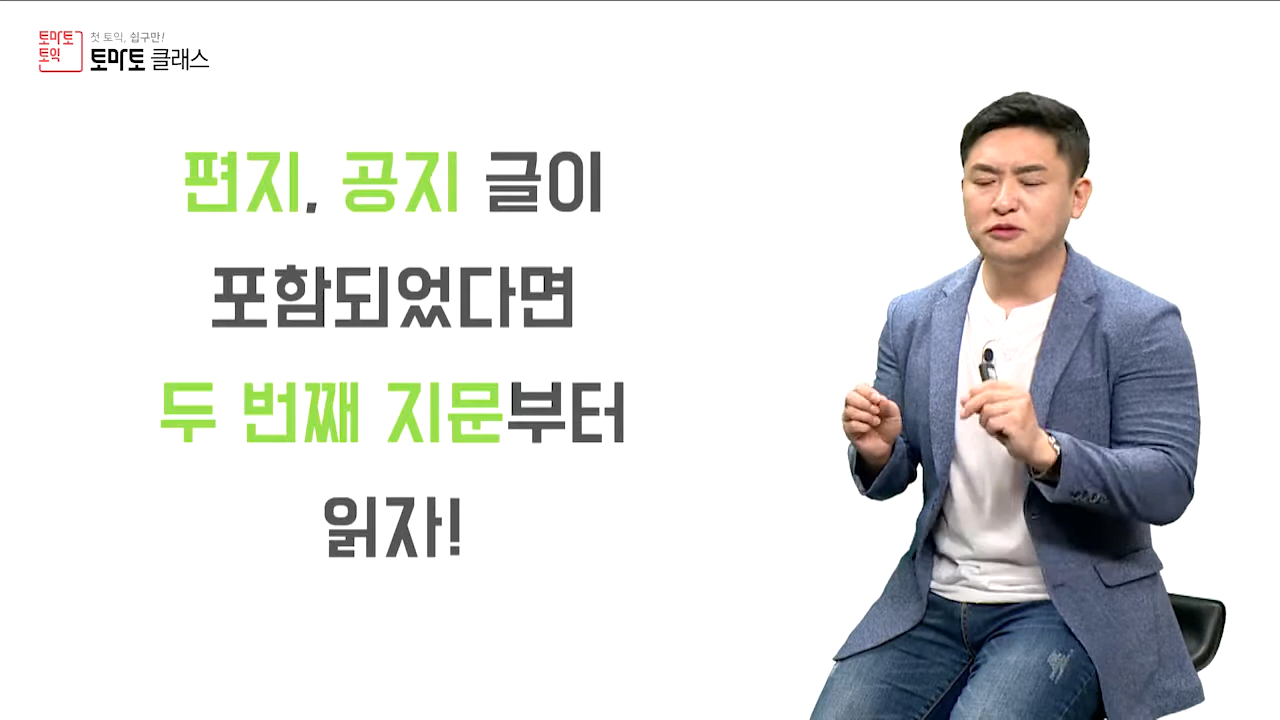 토마토
토익
첫 토익, 쉽구만!
토마토 클래스
편지, 공지 글이
포함되었다면
두 번째 지문부터
읽자!